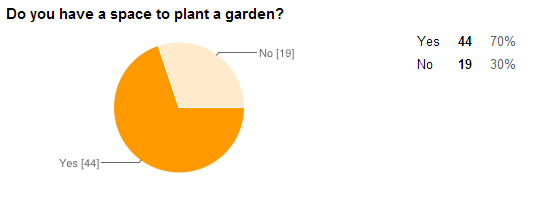 Do you have a space to plant a garden?
Yes 44 70%
No [19]
No 19 30%
Yes [44]